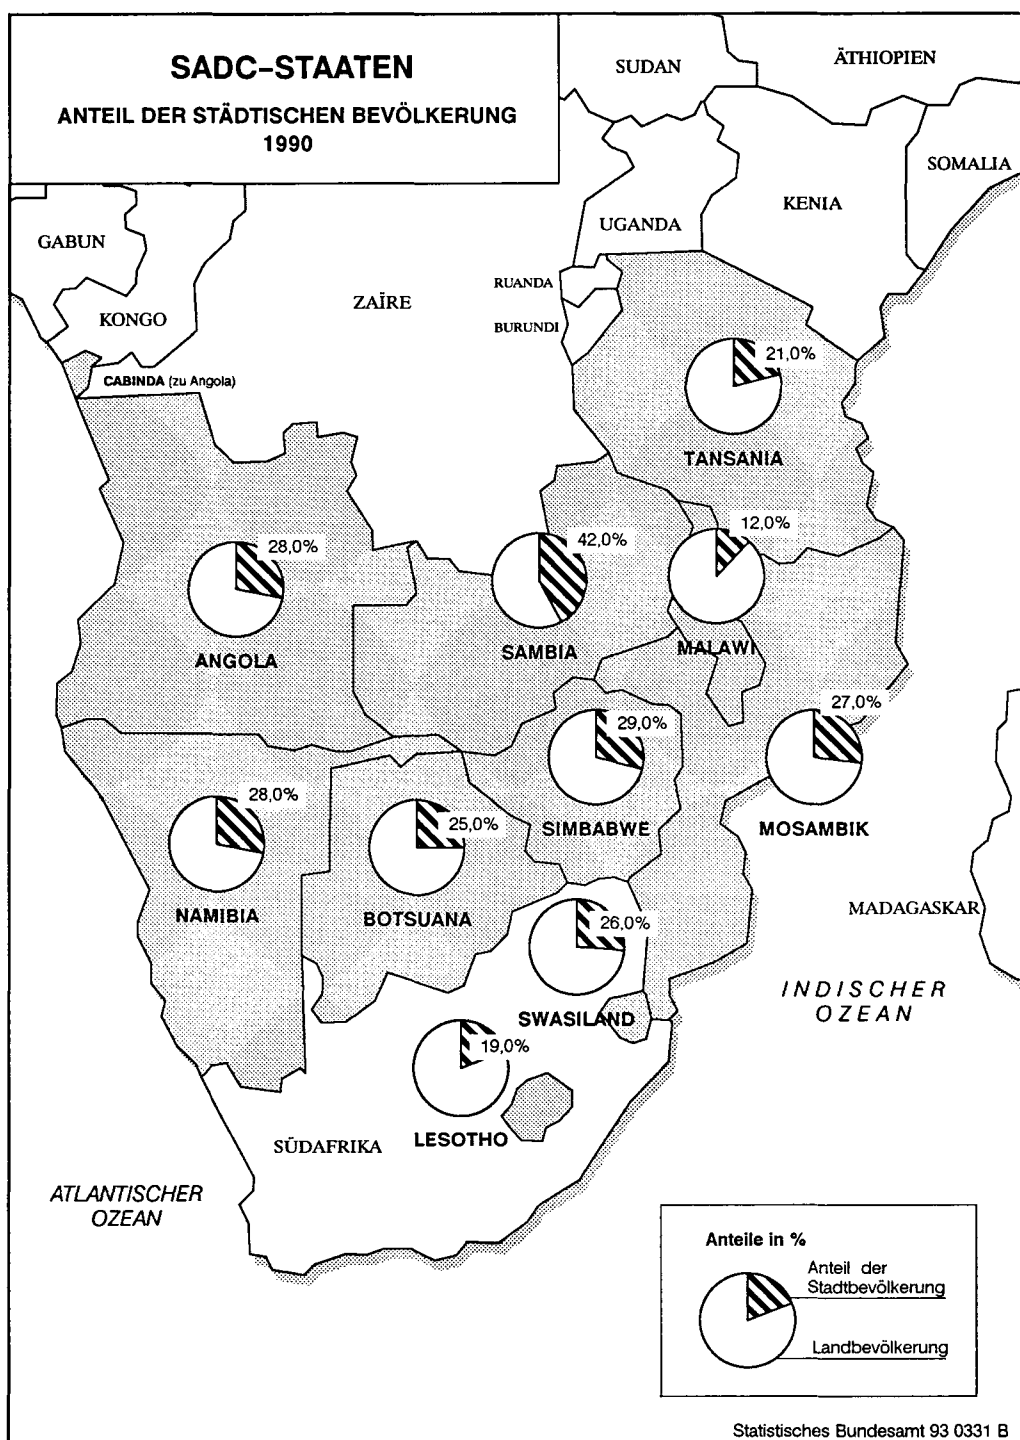 SADC-STAATEN
ANTEIL DER STÄDTISCHEN BEVÖLKERUNG
1990
SUDAN
ÄTHIOPIEN
SOMALIA
KENIA
UGANDA
GABUN
RUANDA
ZAÏRE
KONGO
BURUNDI
21,0%
CABINDA (zu Angola)
TANSANIA
12,0%
28,0%
42,0%
MALAWI
SAMBIA
ANGOLA
27,0%
29,0%
28,0%
25,0%
SIMBABWE
MOSAMBIK
NAMIBIA
BOTSUANA
MADAGASKAR
26,0%
INDISCHER
OZEAN
SWASILAND
19,0%
LESOTHO
SÜDAFRIKA
ATLANTISCHER
OZEAN
Anteile in %
Anteil der
Stadtbevölkerung
Landbevölkerung
Statistisches Bundesamt 93 0331 B